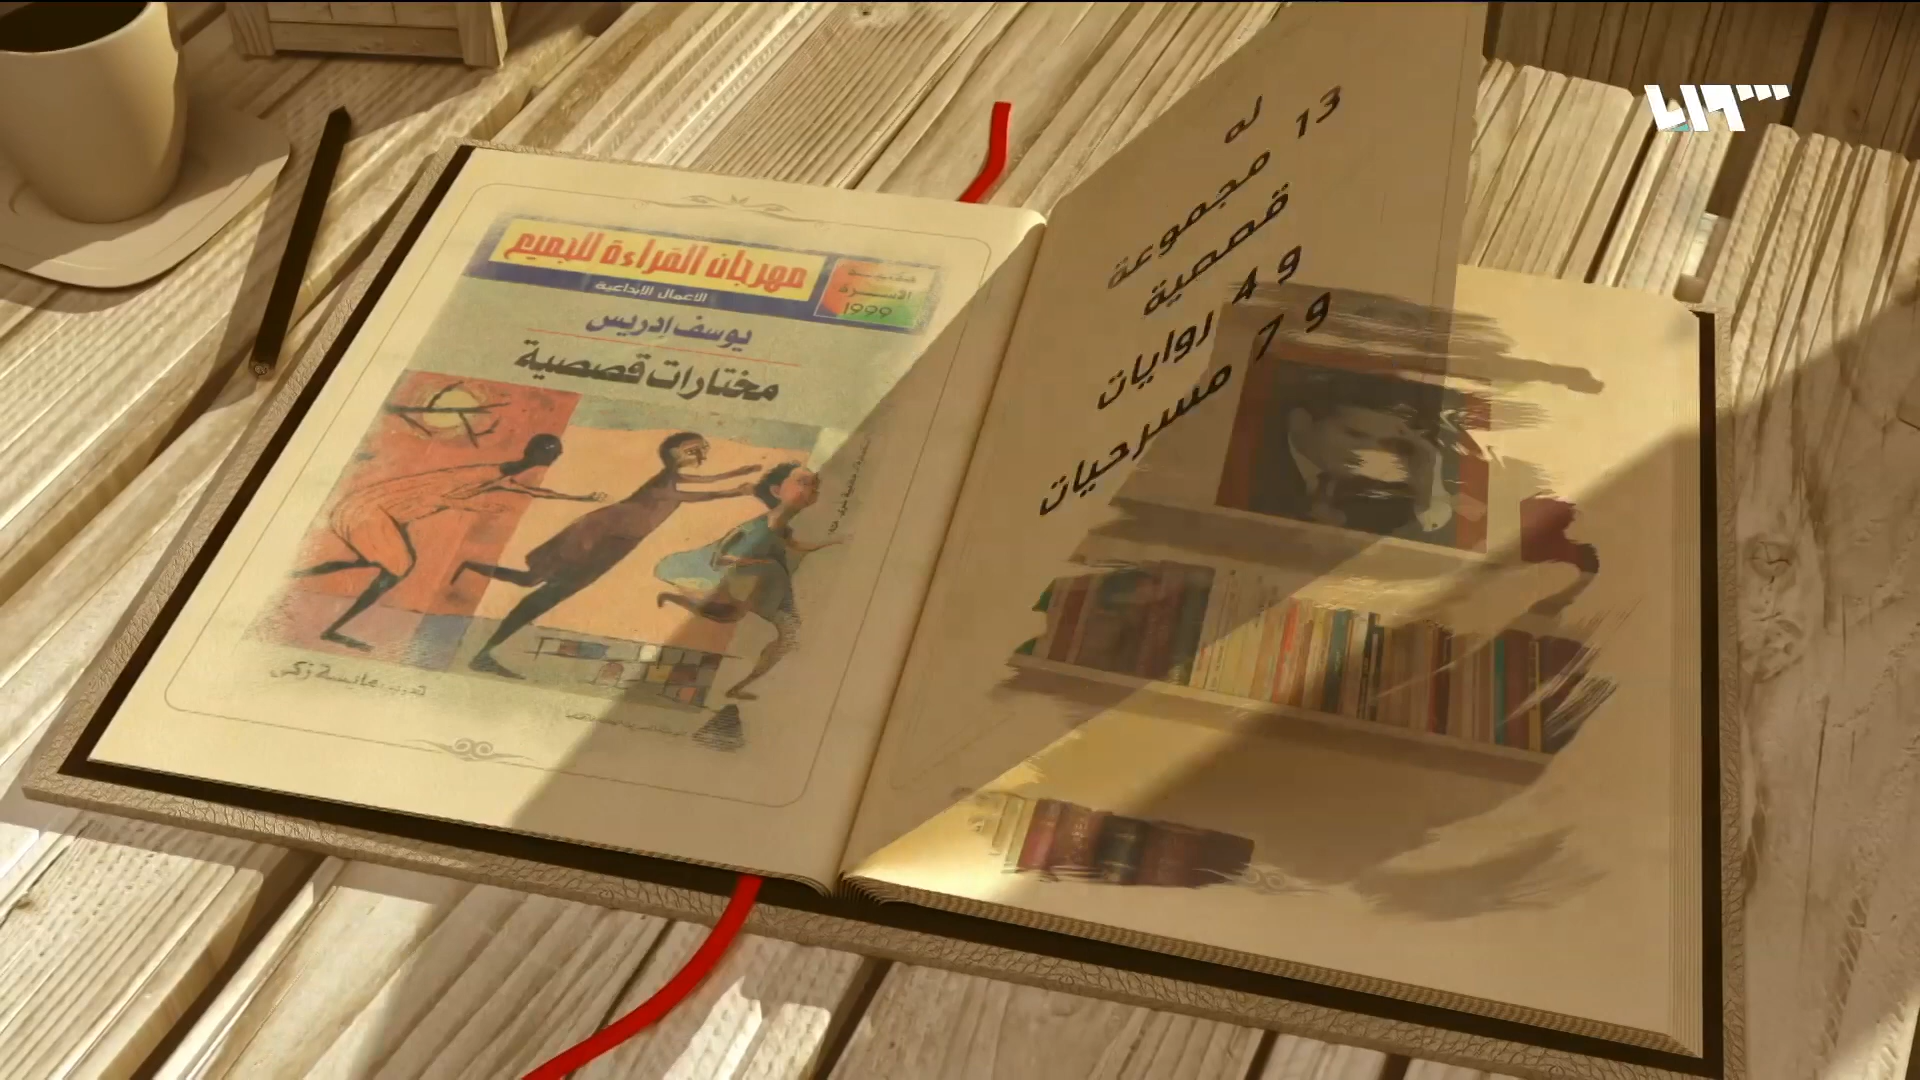 مهرجان القراءة للجميع
الأعمال الإبداعية
مكتبة
الأسرة
1999
يوسف إدريس
مختارات قصصية
له
13 مجموعة
قصصية
و 4 روايات
و 7 مسرحيات